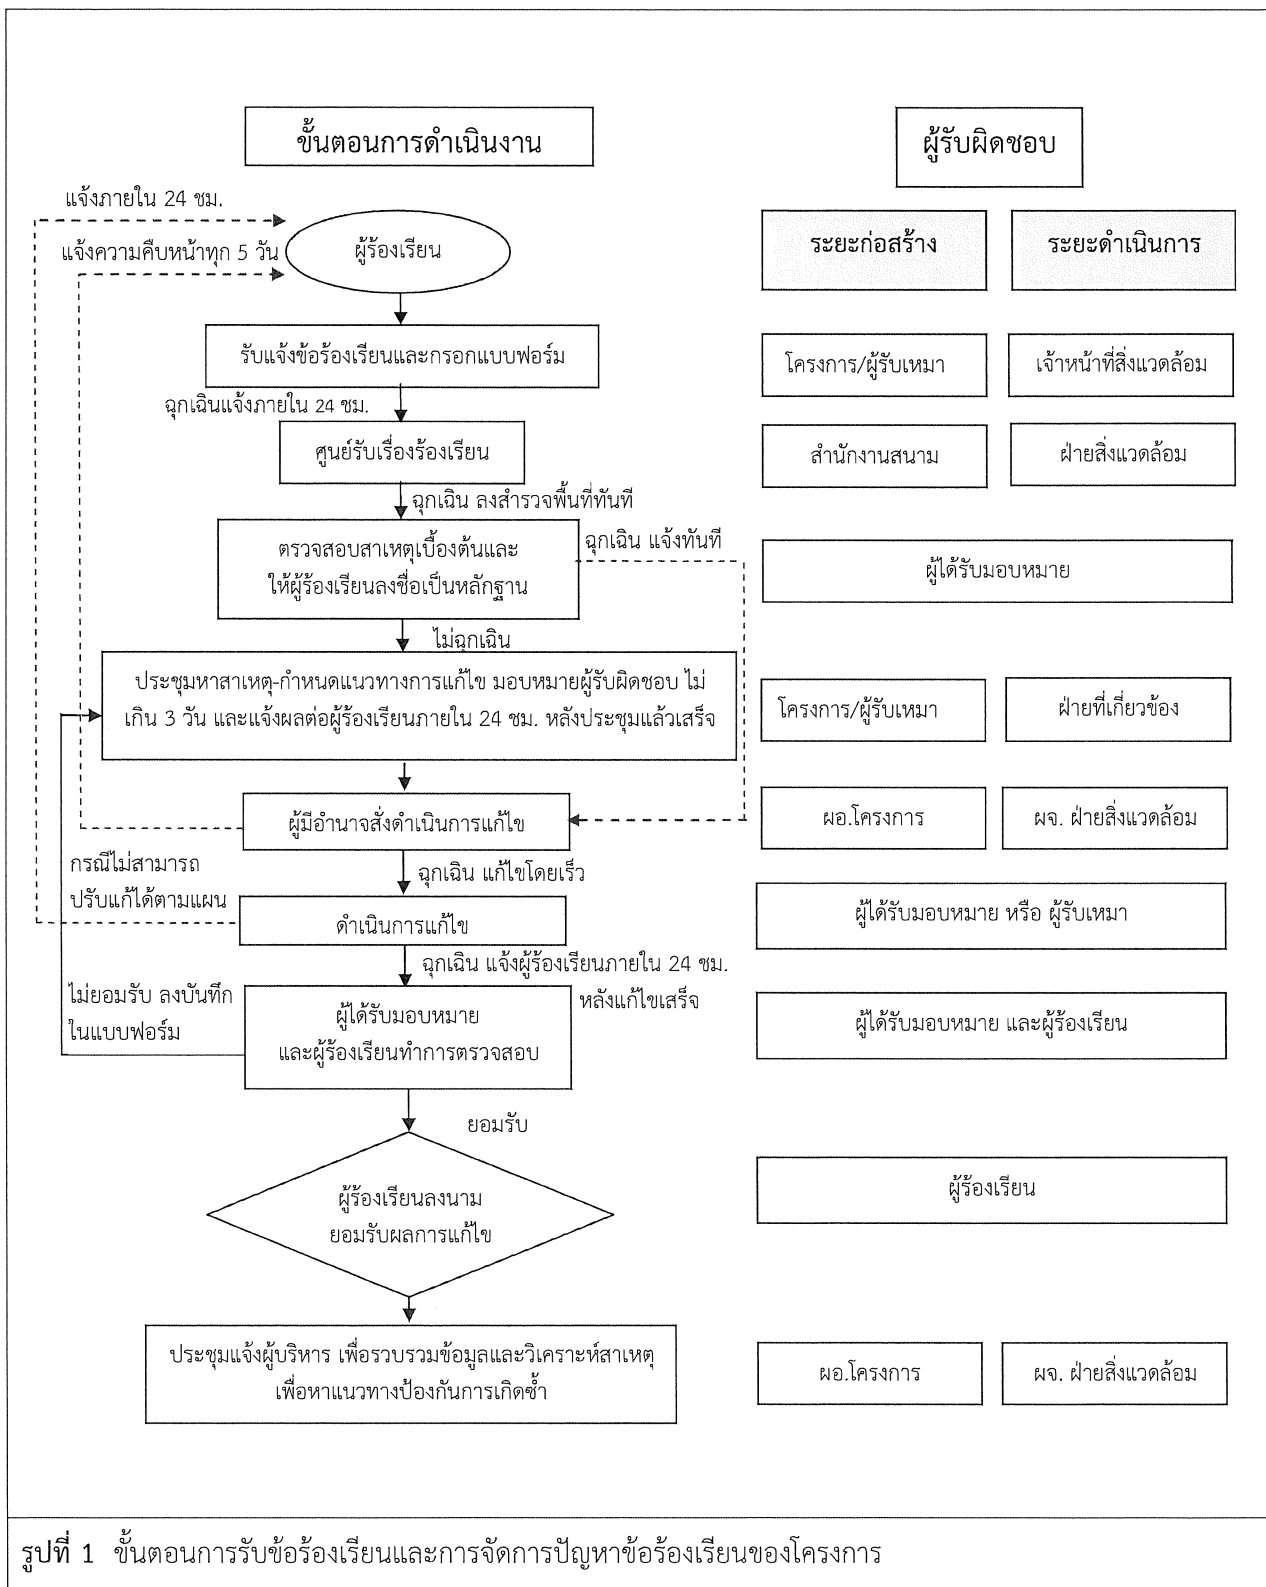 ขั้นตอนการดำเนินงาน
ผู้รับผิดชอบ
แจ้งภายใน 24 ชม.
แจ้งความคืบหน้าทุก 5 วัน
ผู้ร้องเรียน
ระยะก่อสร้าง
ระยะดำเนินการ
รับแจ้งข้อร้องเรียนและกรอกแบบฟอร์ม
โครงการ/ผู้รับเหมา
เจ้าหน้าที่สิ่งแวดล้อม
ฉุกเฉินแจ้งภายใน 24 ชม.
ศูนย์รับเรื่องร้องเรียน
สำนักงานสนาม
ฝ่ายสิ่งแวดล้อม
ฉุกเฉิน ลงสำรวจพื้นที่ทันที
ตรวจสอบสาเหตุเบื้องต้นและ
ให้ผู้ร้องเรียนลงชื่อเป็นหลักฐาน
ฉุกเฉิน แจ้งทันที
ผู้ได้รับมอบหมาย
ไม่ฉุกเฉิน
ประชุมหาสาเหตุ-กำหนดแนวทางการแก้ไข มอบหมายผู้รับผิดชอบ ไม่
เกิน 3 วัน และแจ้งผลต่อผู้ร้องเรียนภายใน 24 ชม. หลังประชุมแล้วเสร็จ
โครงการ/ผู้รับเหมา
ฝ่ายที่เกี่ยวข้อง
ผู้มีอำนาจสั่งดำเนินการแก้ไข
ผอ.โครงการ
ผจ. ฝ่ายสิ่งแวดล้อม
กรณีไม่สามารถ
ปรับแก้ได้ตามแผน
ฉุกเฉิน แก้ไขโดยเร็ว
ดำเนินการแก้ไข
ผู้ได้รับมอบหมาย หรือ ผู้รับเหมา
ฉุกเฉิน แจ้งผู้ร้องเรียนภายใน 24 ชม.
หลังแก้ไขเสร็จ
ไม่ยอมรับ ลงบันทึก
ในแบบฟอร์ม
ผู้ได้รับมอบหมาย
และผู้ร้องเรียนทำการตรวจสอบ
ผู้ได้รับมอบหมาย และผู้ร้องเรียน
ยอมรับ
ผู้ร้องเรียนลงนาม
ยอมรับผลการแก้ไข
ผู้ร้องเรียน
ประชุมแจ้งผู้บริหาร เพื่อรวบรวมข้อมูลและวิเคราะห์สาเหตุ
เพื่อหาแนวทางป้องกันการเกิดซ้ำ
ผอ.โครงการ
ผจ. ฝ่ายสิ่งแวดล้อม
รูปที่ 1 ขั้นตอนการรับข้อร้องเรียนและการจัดการปัญหาข้อร้องเรียนของโครงการ